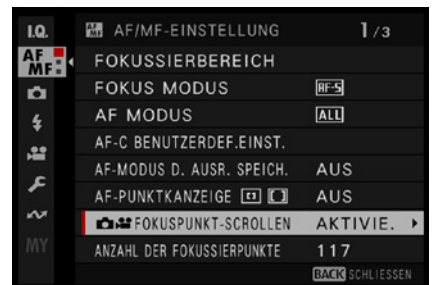 I.Q.
AF/MF-EINSTELLUNG 1/3
AF MF
FOKUSSIERBEREICH
FOKUS MODUS AF-S
AF MODUS ALL
AF-C BENUTZERDEF.EINST.
AF-MODUS D. AUSR. SPEICH. AUS
AF-PUNKTKANZEIGE AUS
FOKUSPUNKT-SCROLLEN AKTIVIE.
MY
ANZAHL DER FOKUSSIERPUNKTE 117
BACK SCHLIESSEN